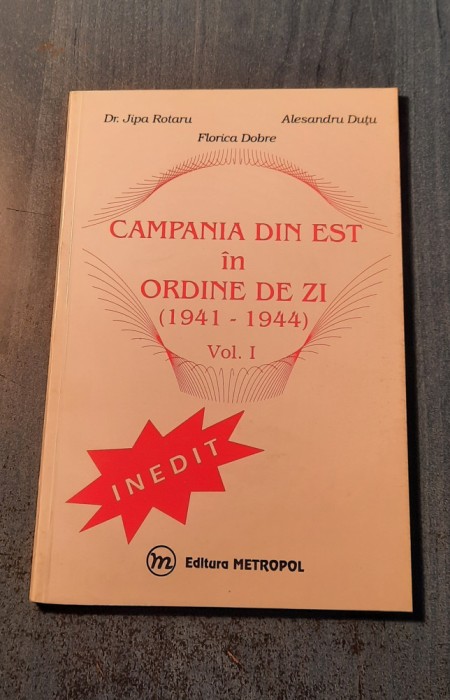 Dr. Jipa Rotaru Alesandru Duțu
Florica Dobre
CAMPANIA DIN EST
în
ORDINE DE ZI
(1941 - 1944)
Vol. I
INEDIT
m Editura METROPOL